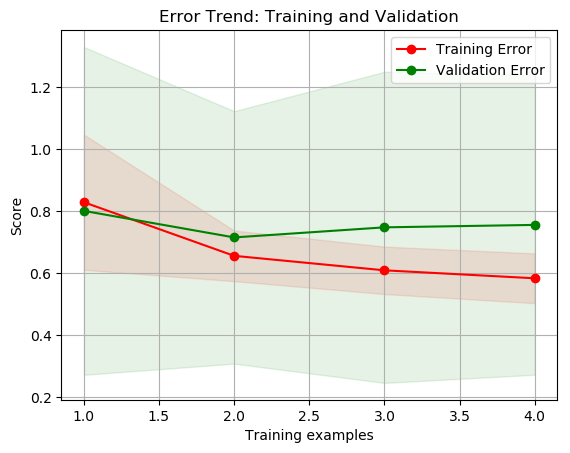 Error Trend: Training and Validation
Training Error
Validation Error
Score
1.2
1.0
0.8
0.6
0.4
0.2
1.0 1.5 2.0 2.5 3.0 3.5 4.0
Training examples